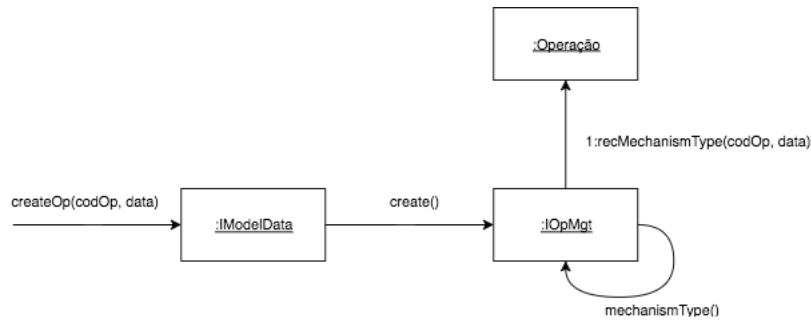 :Operação
1:recMechanismType(codOp, data)
createOp(codOp, data)
create()
:IModelData
:IOpMgt
mechanismType()